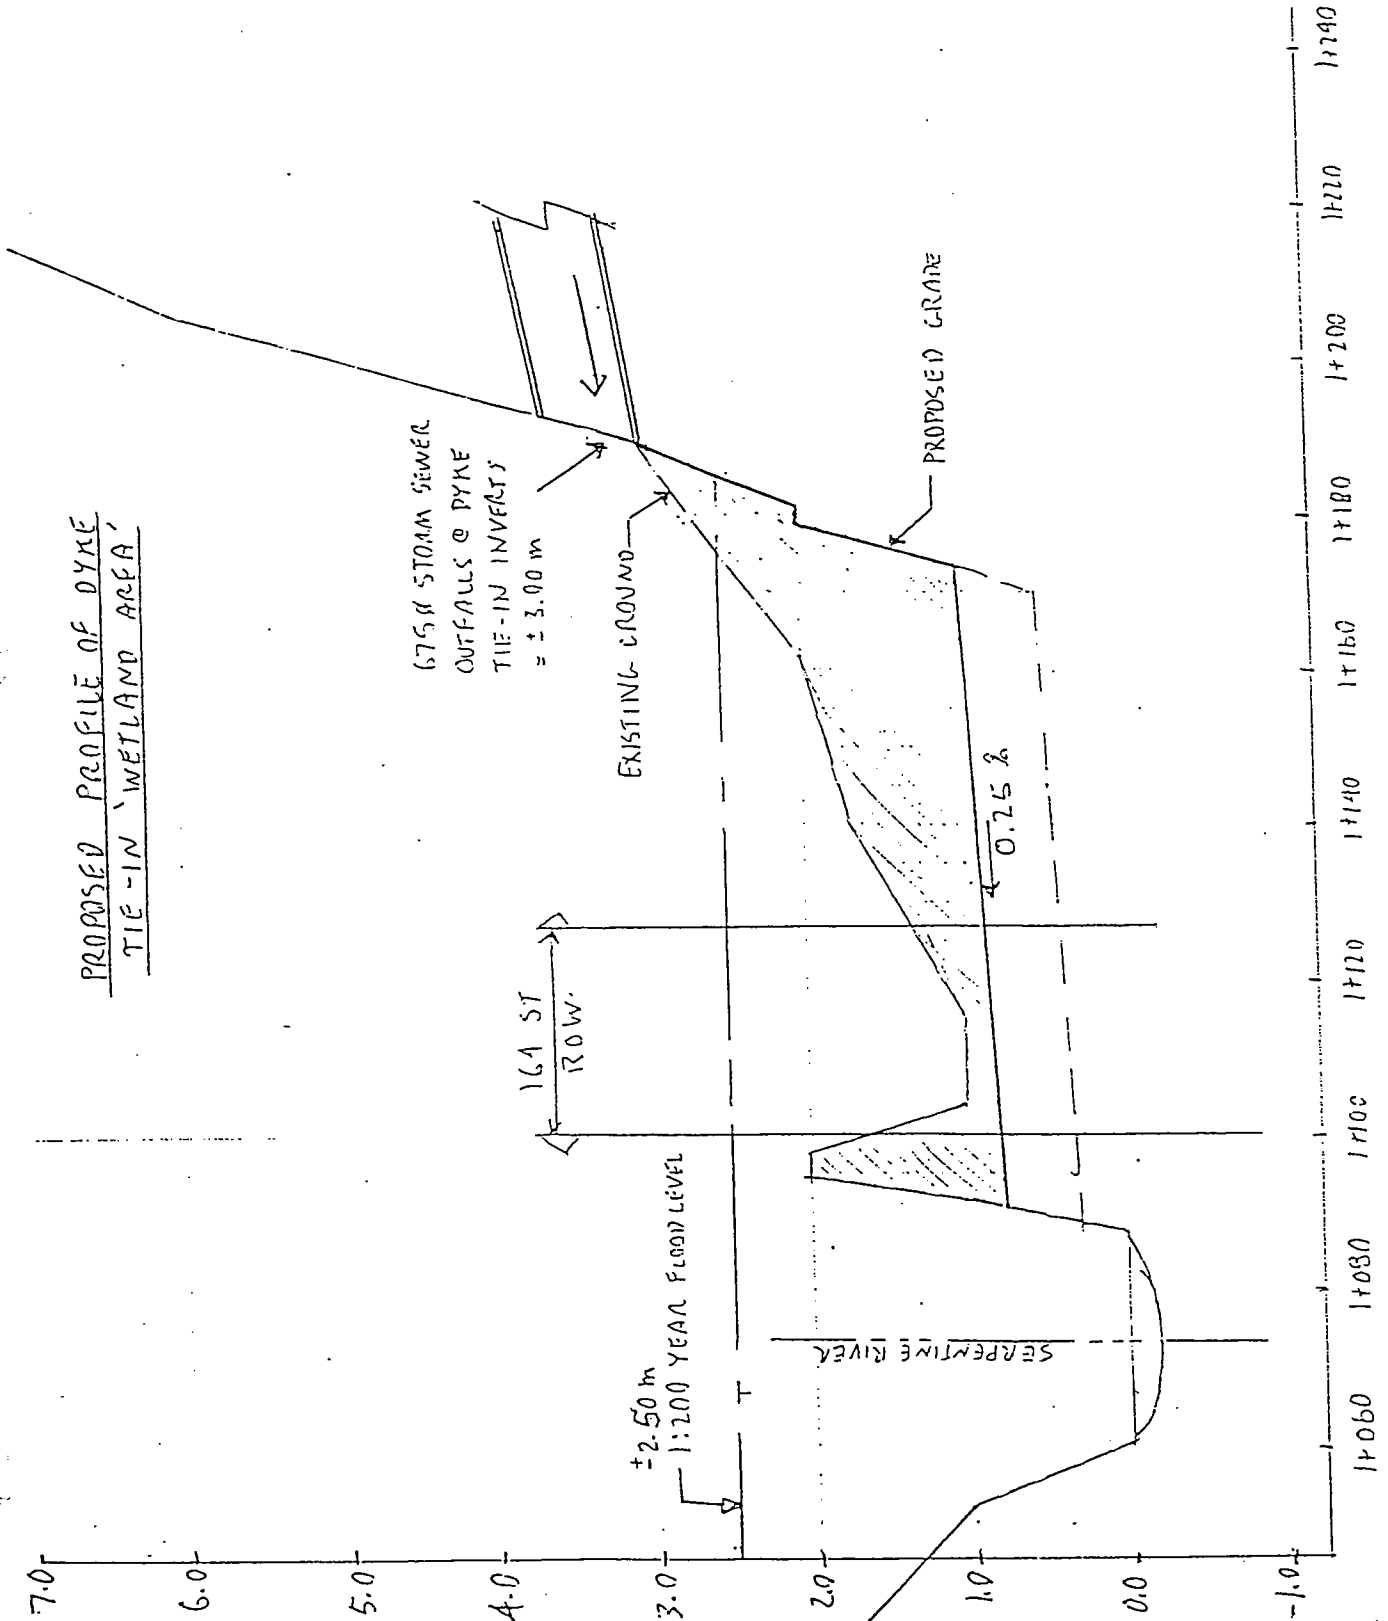 PROPOSED PROFILE OF DYKE
TIE-IN 'WETLAND AREA'
675ø STORM SEWER
OUTFALLS @ DYKE
TIE-IN INVERTS
= ± 3.00 m
EXISTING GROUND
PROPOSED GRADE
164 ST
ROW.
±2.50 m
1:200 YEAR FLOOD LEVEL
0.25 %
SERPENTINE RIVER
7.0
6.0
5.0
4.0
3.0
2.0
1.0
0.0
-1.0
1+060
1+080
1+100
1+120
1+140
1+160
1+180
1+200
1+220
1+240